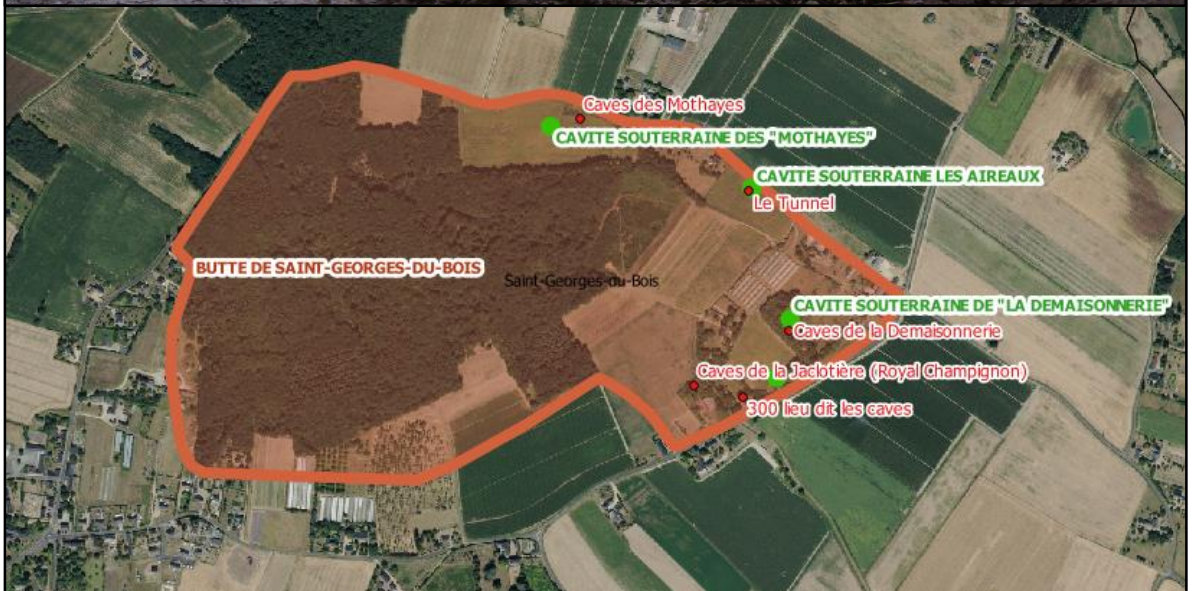 Caves des Mothayes
CAVITE SOUTERRAINE DES "MOTHAYES"
CAVITE SOUTERRAINE LES AIREAUX
Le Tunnel
BUTTE DE SAINT-GEORGES-DU-BOIS
Saint-Georges-du-Bois
CAVITE SOUTERRAINE DE "LA DEMAISONNERIE"
Caves de la Demaisonnerie
Caves de la Jaclotière (Royal Champignon)
300 lieu dit les caves